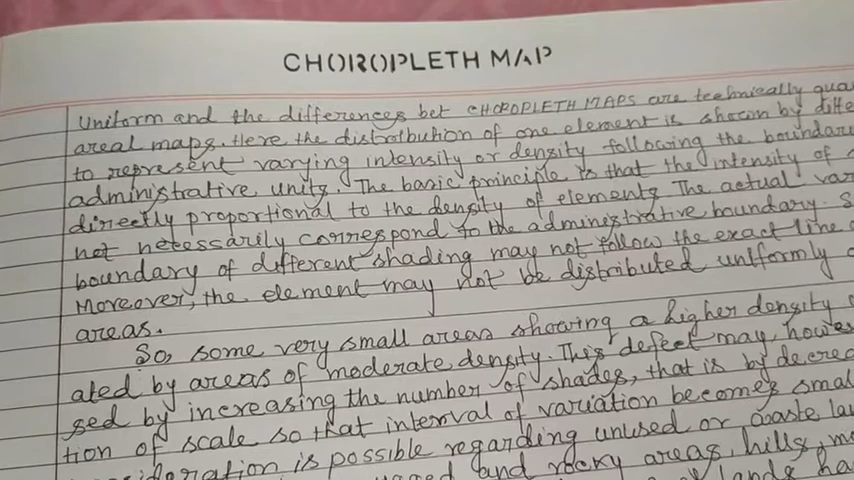 CHOROPLETH MAP
Uniform and the differences bet CHOROPLETH MAPS are technically qua
areal maps. Here the distribution of one element is shown by diffe
to represent varying intensity or density following the boundar
administrative units. The basic principle is that the intensity of
directly proportional to the density of elements. The actual var
not necessarily correspond to the administrative boundary. S
boundary of different shading may not follow the exact line
Moreover, the element may not be distributed uniformly
areas.
So, some very small areas showing a higher density
ated by areas of moderate density. This defect may, howe
sed by increasing the number of shades, that is by decrea
tion of scale so that interval of variation becomes small
ideration is possible regarding unused or waste la
and rocky areas, hills, m
lands ha